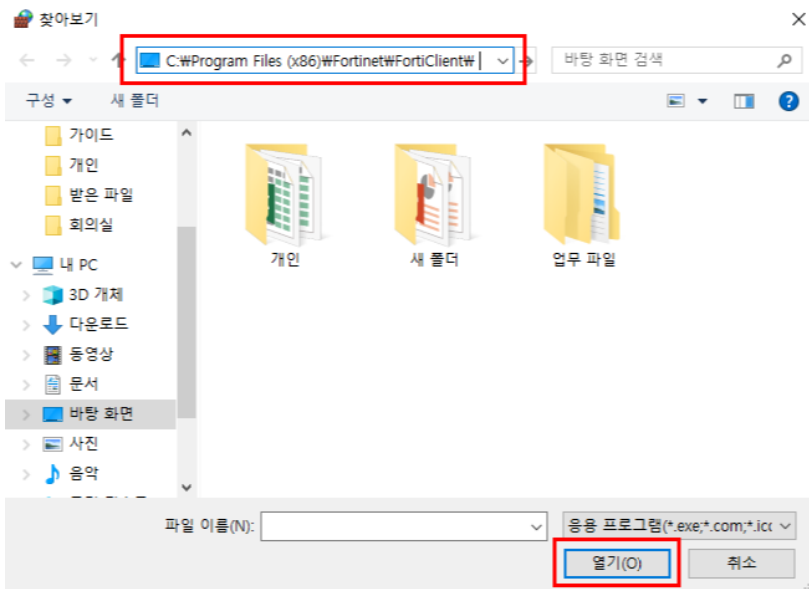 찾아보기
C:₩Program Files (x86)₩Fortinet₩FortiClient₩
바탕 화면 검색
구성
새 폴더
가이드
개인
받은 파일
회의실
내 PC
3D 개체
다운로드
동영상
문서
바탕 화면
사진
음악
개인
새 폴더
업무 파일
파일 이름(N):
응용 프로그램(*.exe;*.com;*.icc
열기(O)
취소